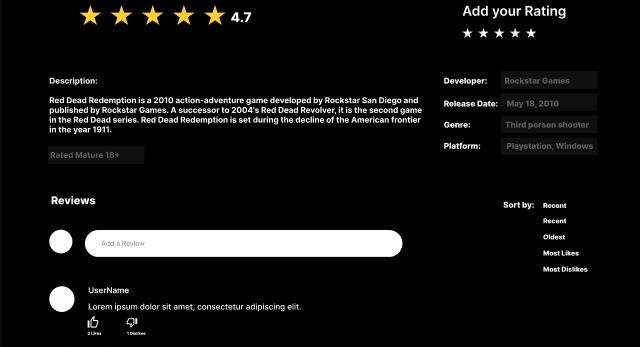 4.7
Add your Rating
Description:
Red Dead Redemption is a 2010 action-adventure game developed by Rockstar San Diego and
published by Rockstar Games. A successor to 2004's Red Dead Revolver, it is the second game
in the Red Dead series. Red Dead Redemption is set during the decline of the American frontier
in the year 1911.
Rated Mature 18+
Developer: Rockstar Games
Release Date: May 18, 2010
Genre: Third person shooter
Platform: Playstation, Windows
Reviews
Sort by: Recent
Recent
Oldest
Most Likes
Most Dislikes
Add a Review
UserName
Lorem ipsum dolor sit amet, consectetur adipiscing elit.
Likes
1 Dislikes